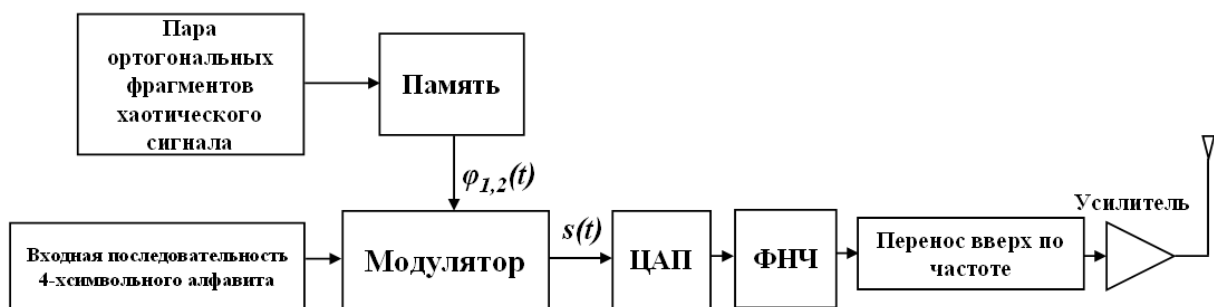 Пара
ортогональных
фрагментов
хаотического
сигнала
Память
φ1,2(t)
Усилитель
Входная последовательность
4-хсимвольного алфавита
Модулятор
s(t)
ЦАП
ФНЧ
Перенос вверх по
частоте